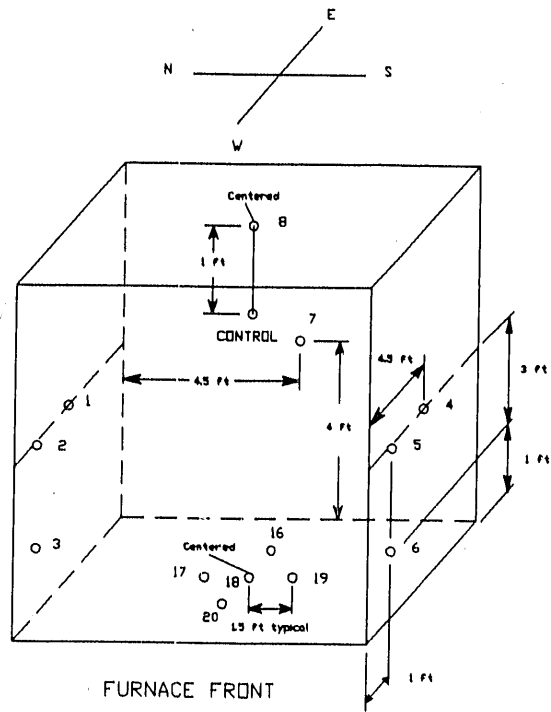 E
N
S
W
Centered
8
1 ft
CONTROL
7
4.5 ft
4.5 ft
3 ft
1
4
2
4 ft
5
1 ft
3
16
6
Centered
17
18
19
20
1.5 ft typical
1 ft
FURNACE FRONT